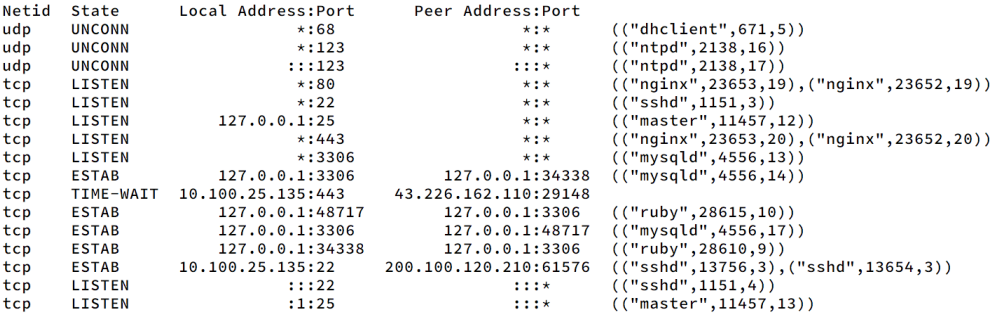 Netid  State      Local Address:Port      Peer Address:Port
udp    UNCONN                 *:68                   *:*      (("dhclient",671,5))
udp    UNCONN                 *:123                  *:*      (("ntpd",2138,16))
udp    UNCONN                :::123                 :::*      (("ntpd",2138,17))
tcp    LISTEN                 *:80                   *:*      (("nginx",23653,19),("nginx",23652,19))
tcp    LISTEN                 *:22                   *:*      (("sshd",1151,3))
tcp    LISTEN         127.0.0.1:25                   *:*      (("master",11457,12))
tcp    LISTEN                 *:443                  *:*      (("nginx",23653,20),("nginx",23652,20))
tcp    LISTEN                 *:3306                 *:*      (("mysqld",4556,13))
tcp    ESTAB          127.0.0.1:3306         127.0.0.1:34338  (("mysqld",4556,14))
tcp    TIME-WAIT  10.100.25.135:443     43.226.162.110:29148
tcp    ESTAB          127.0.0.1:48717        127.0.0.1:3306   (("ruby",28615,10))
tcp    ESTAB          127.0.0.1:3306         127.0.0.1:48717  (("mysqld",4556,17))
tcp    ESTAB          127.0.0.1:34338        127.0.0.1:3306   (("ruby",28610,9))
tcp    ESTAB      10.100.25.135:22     200.100.120.210:61576  (("sshd",13756,3),("sshd",13654,3))
tcp    LISTEN                :::22                  :::*      (("sshd",1151,4))
tcp    LISTEN                :1:25                  :::*      (("master",11457,13))